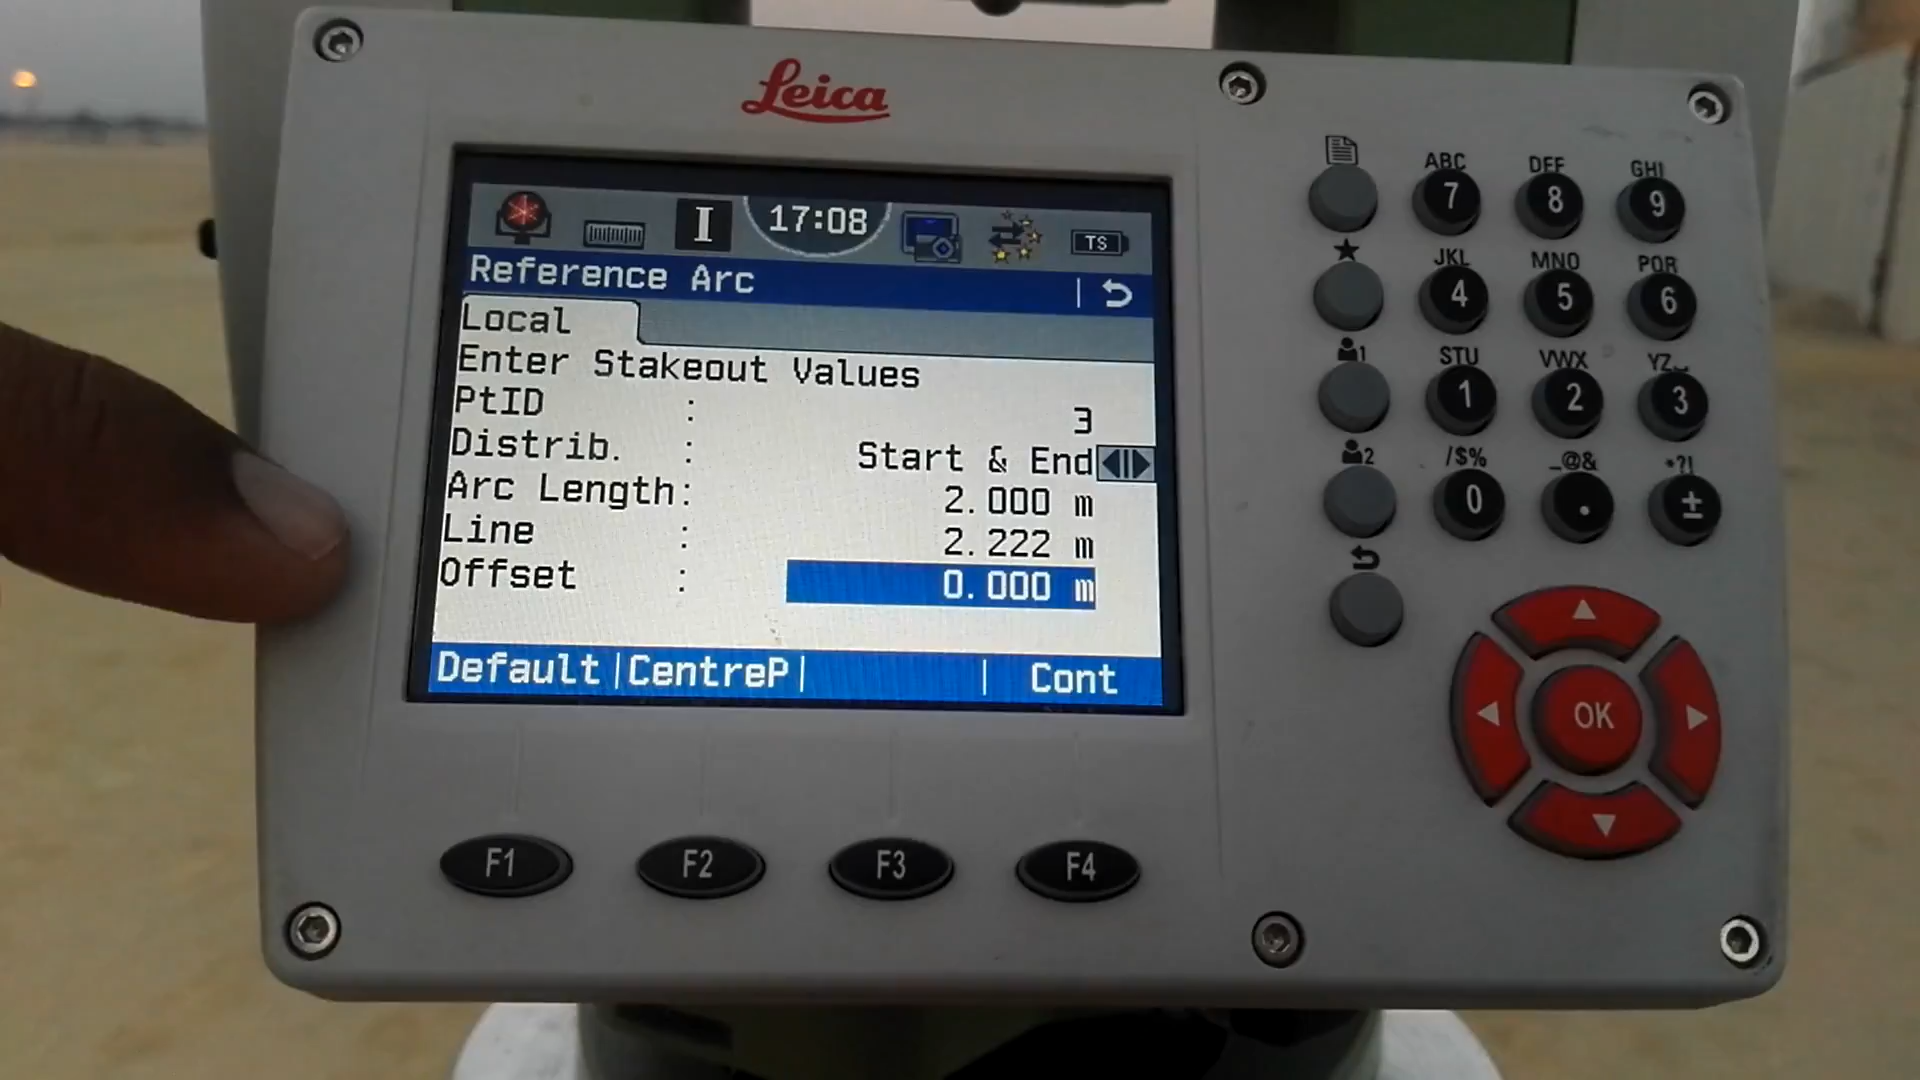 Leica
I 17:08 TS
Reference Arc
Local
Enter Stakeout Values
PtID : 3
Distrib. : Start & End
Arc Length: 2.000 m
Line : 2.222 m
Offset : 0.000 m
Default|CentreP| | Cont
F1 F2 F3 F4
ABC DEF GHI
7 8 9
JKL MNO PQR
4 5 6
1 STU VWX YZ
1 2 3
2 /$% _@& *?!
0 . ±
OK